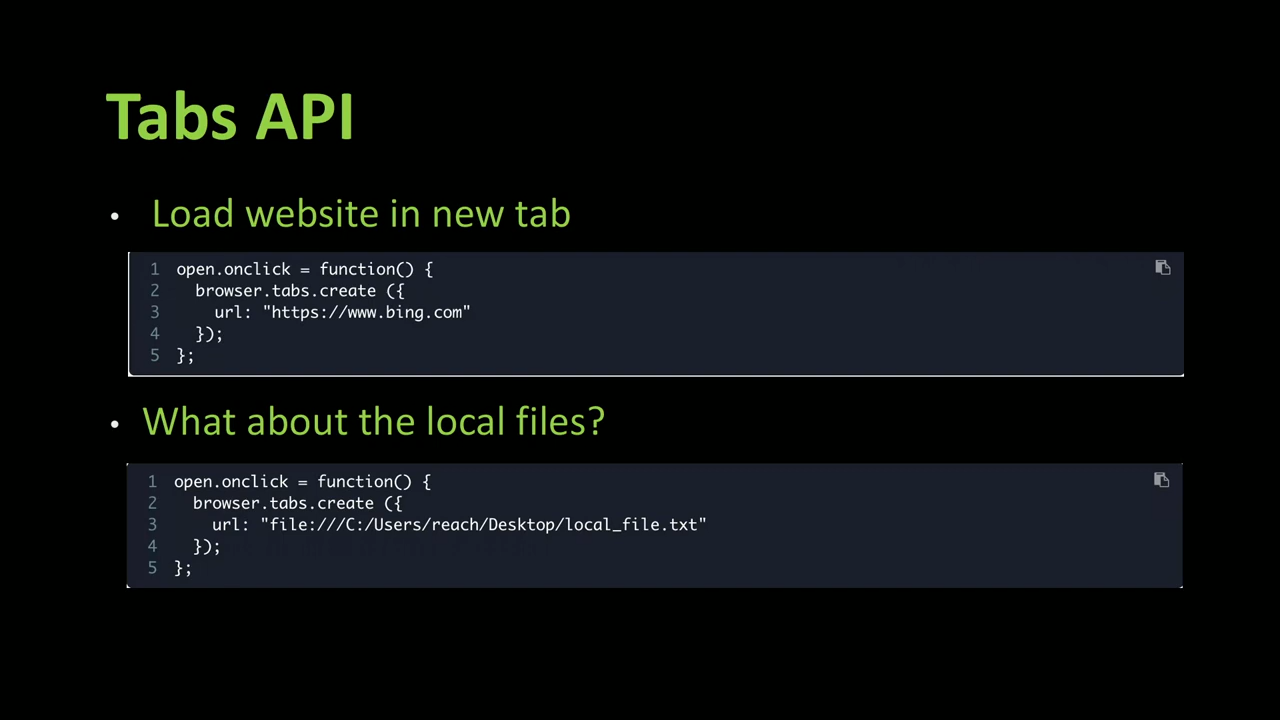 Tabs API
• Load website in new tab
1 open.onclick = function() {
2   browser.tabs.create ({
3     url: "https://www.bing.com"
4   });
5 };
• What about the local files?
1 open.onclick = function() {
2   browser.tabs.create ({
3     url: "file:///C:/Users/reach/Desktop/local_file.txt"
4   });
5 };